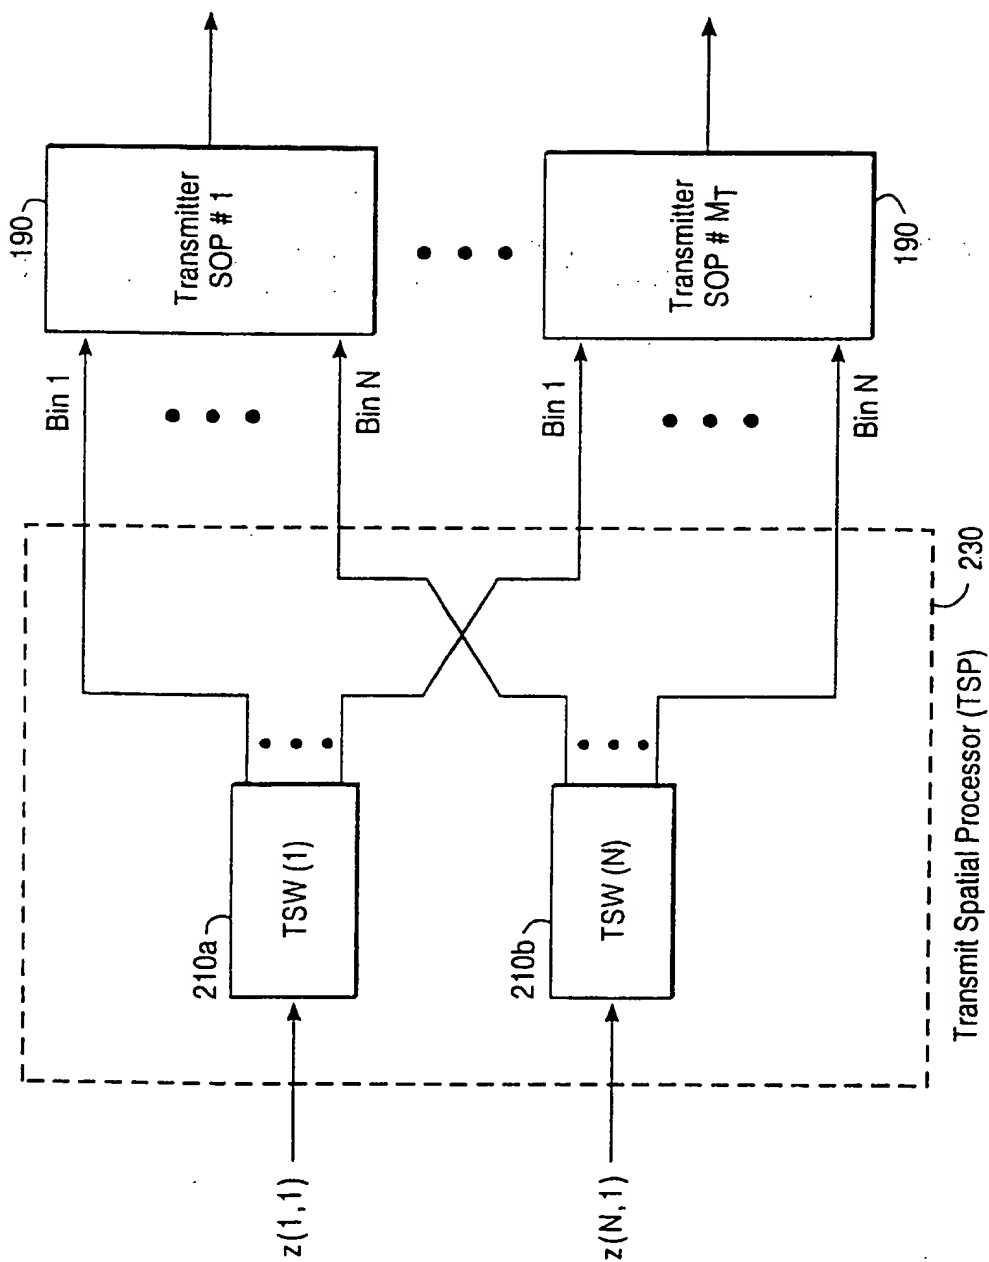 190
Transmitter
SOP # 1
Bin 1
Bin N
Transmitter
SOP # MT
190
Bin 1
Bin N
TSW (1)
210a
TSW (N)
210b
z(1,1)
z(N,1)
230
Transmit Spatial Processor (TSP)